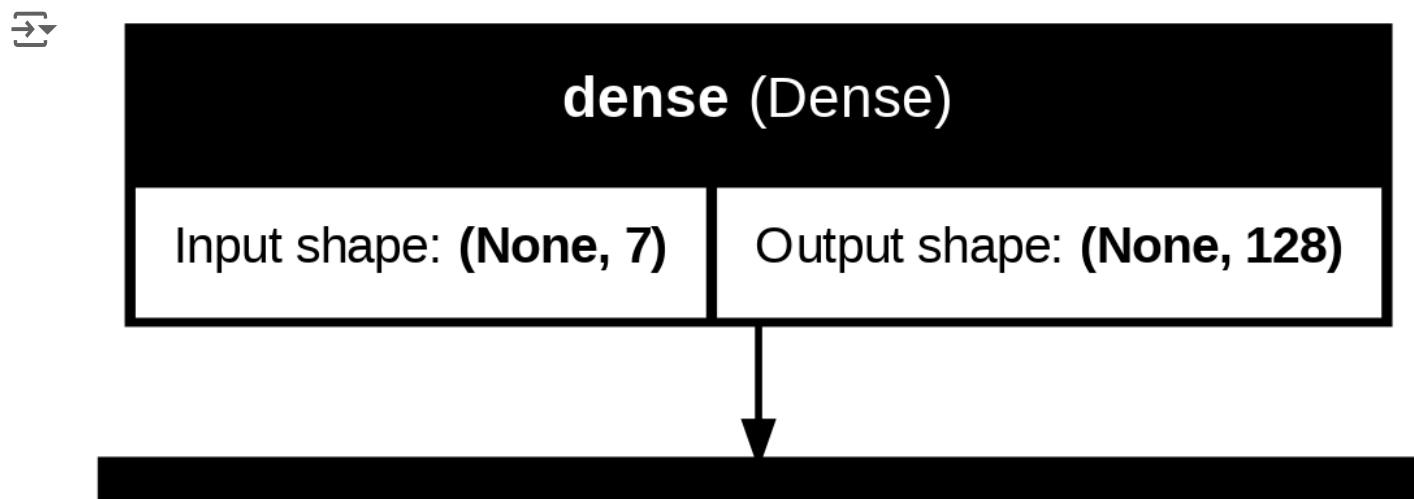 dense (Dense)
Input shape: (None, 7) Output shape: (None, 128)